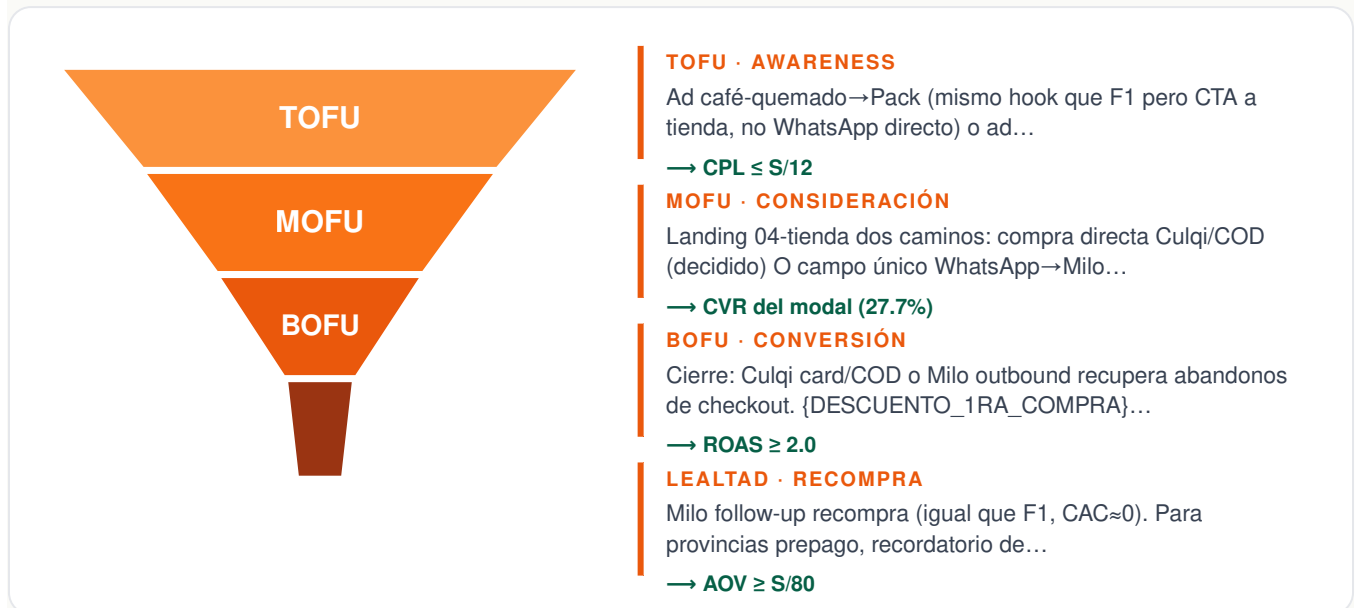 TOFU
MOFU
BOFU
TOFU · AWARENESS
Ad café-quemado→Pack (mismo hook que F1 pero CTA a
tienda, no WhatsApp directo) o ad…
⟶ CPL ≤ S/12
MOFU · CONSIDERACIÓN
Landing 04-tienda dos caminos: compra directa Culqi/COD
(decidido) O campo único WhatsApp→Milo…
⟶ CVR del modal (27.7%)
BOFU · CONVERSIÓN
Cierre: Culqi card/COD o Milo outbound recupera abandonos
de checkout. {DESCUENTO_1RA_COMPRA}…
⟶ ROAS ≥ 2.0
LEALTAD · RECOMPRA
Milo follow-up recompra (igual que F1, CAC≈0). Para
provincias prepago, recordatorio de…
⟶ AOV ≥ S/80